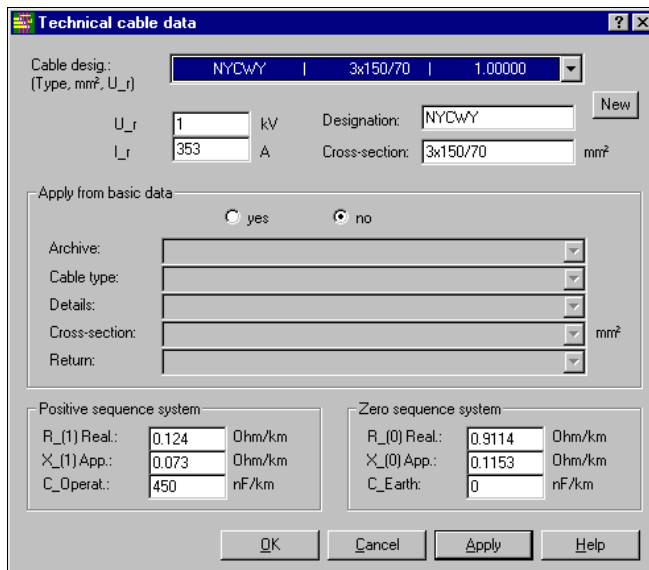 Technical cable data
Cable desig.: NYCWY | 3x150/70 | 1.00000
(Type, mm², U_r)
New
U_r 1 kV Designation: NYCWY
I_r 353 A Cross-section: 3x150/70 mm²
Apply from basic data
yes no
Archive:
Cable type:
Details:
Cross-section: mm²
Return:
Positive sequence system Zero sequence system
R_(1) Real.: 0.124 Ohm/km R_(0) Real.: 0.9114 Ohm/km
X_(1) App.: 0.073 Ohm/km X_(0) App.: 0.1153 Ohm/km
C_Operat.: 450 nF/km C_Earth: 0 nF/km
OK Cancel Apply Help